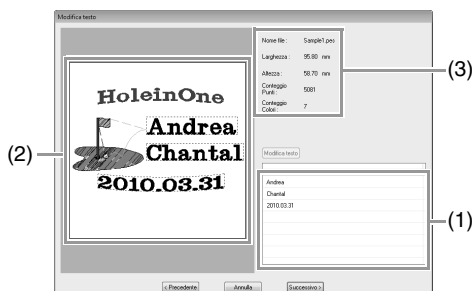 Modifica testo
Nome file : Sample1.pes
Larghezza : 95.80 mm
Altezza : 58.70 mm
Conteggio Punti : 5081
Conteggio Colori : 7
(3)
HoleinOne
Andrea
Chantal
2010.03.31
(2)
Modifica testo
Andrea
Chantal
2010.03.31
(1)
< Precedente Annulla Successivo >